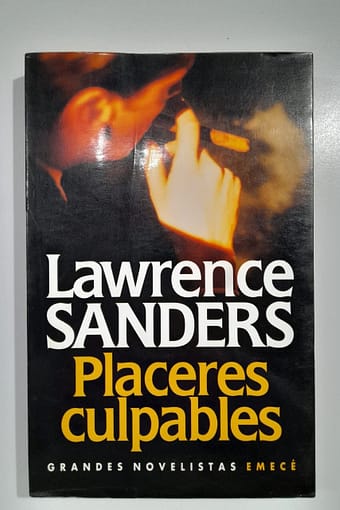 Lawrence
SANDERS
Placeres
culpables
GRANDES NOVELISTAS EMECÉ